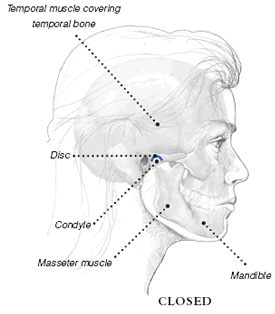 Temporal muscle covering
temporal bone
Disc
Condyle
Masseter muscle
Mandible
CLOSED